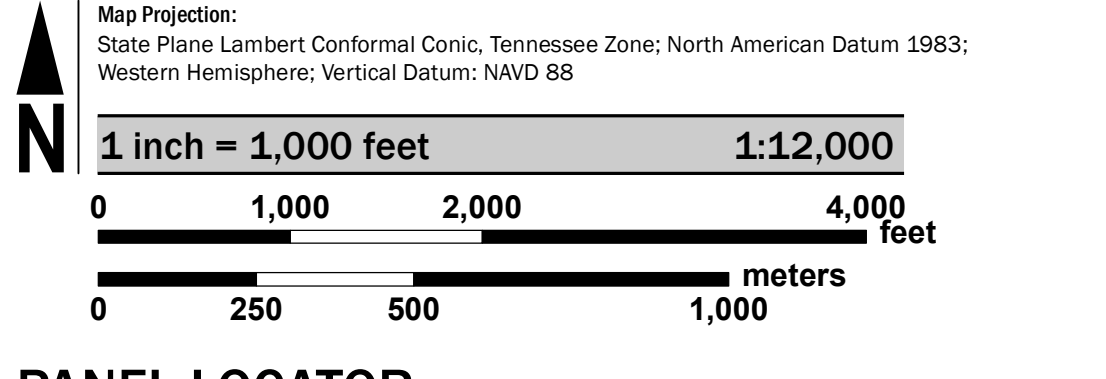 Map Projection:
State Plane Lambert Conformal Conic, Tennessee Zone; North American Datum 1983;
Western Hemisphere; Vertical Datum: NAVD 88
N
1 inch = 1,000 feet 1:12,000
0 1,000 2,000 4,000
feet
meters
0 250 500 1,000
PANEL LOCATOR